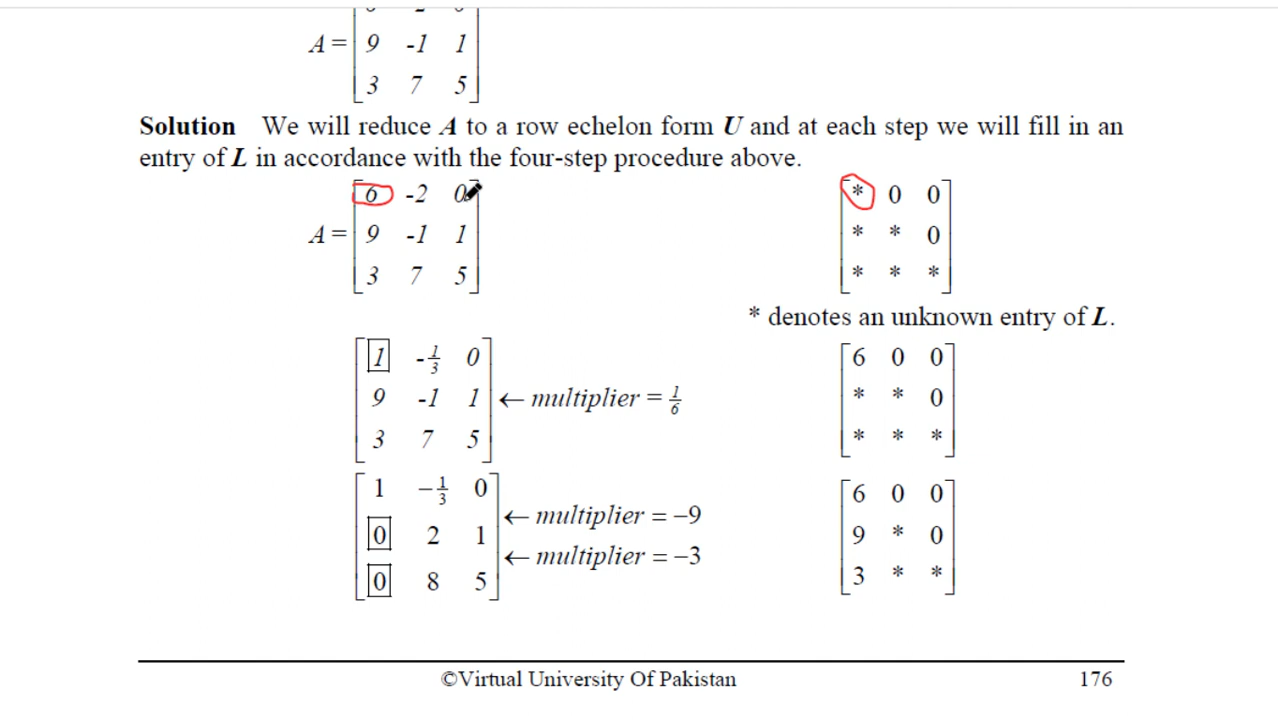 A = 9 -1 1
3 7 5
Solution We will reduce A to a row echelon form U and at each step we will fill in an
entry of L in accordance with the four-step procedure above.
6 -2 0 * 0 0
A = 9 -1 1 * * 0
3 7 5 * * *
* denotes an unknown entry of L.
1 -1/3 0 6 0 0
9 -1 1 ← multiplier = 1/6 * * 0
3 7 5 * * *
1 −1/3 0 6 0 0
← multiplier = −9
0 2 1 9 * 0
← multiplier = −3
0 8 5 3 * *
©Virtual University Of Pakistan 176